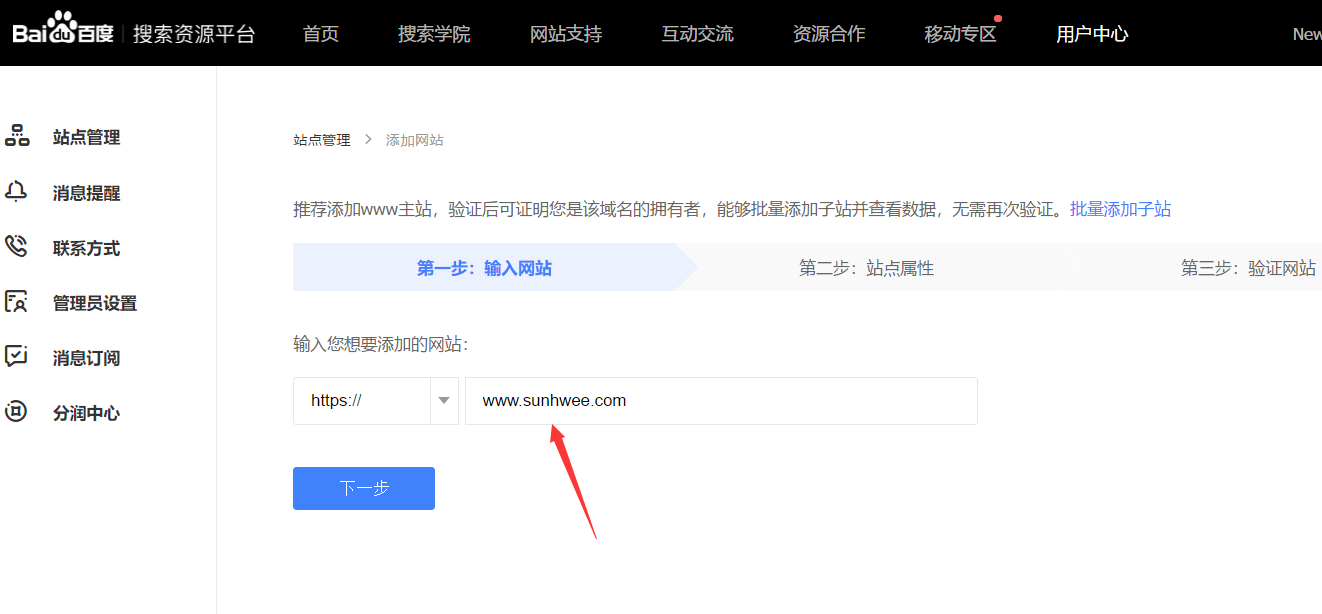 Bai du 百度 搜索资源平台 首页 搜索学院 网站支持 互动交流 资源合作 移动专区 用户中心 New
站点管理
消息提醒
联系方式
管理员设置
消息订阅
分润中心
站点管理 > 添加网站
推荐添加www主站，验证后可证明您是该域名的拥有者，能够批量添加子站并查看数据，无需再次验证。批量添加子站
第一步：输入网站 第二步：站点属性 第三步：验证网站
输入您想要添加的网站：
https:// www.sunhwee.com
下一步